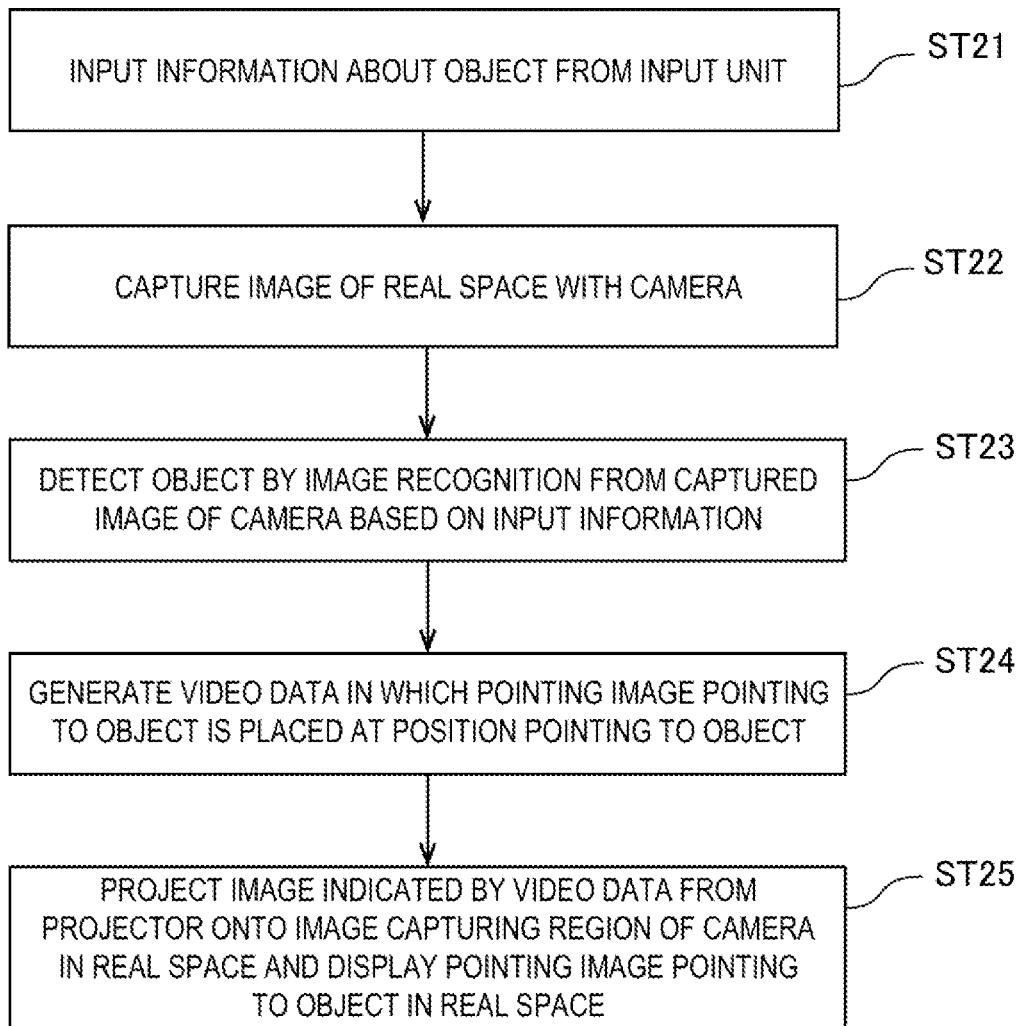 INPUT INFORMATION ABOUT OBJECT FROM INPUT UNIT
ST21
CAPTURE IMAGE OF REAL SPACE WITH CAMERA
ST22
DETECT OBJECT BY IMAGE RECOGNITION FROM CAPTURED
IMAGE OF CAMERA BASED ON INPUT INFORMATION
ST23
GENERATE VIDEO DATA IN WHICH POINTING IMAGE POINTING
TO OBJECT IS PLACED AT POSITION POINTING TO OBJECT
ST24
PROJECT IMAGE INDICATED BY VIDEO DATA FROM
PROJECTOR ONTO IMAGE CAPTURING REGION OF CAMERA
IN REAL SPACE AND DISPLAY POINTING IMAGE POINTING
TO OBJECT IN REAL SPACE
ST25